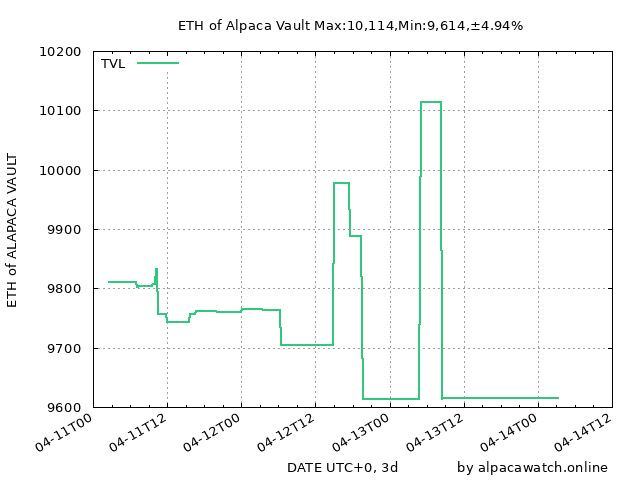 ETH of Alpaca Vault Max:10,114,Min:9,614,±4.94%
TVL
10200
10100
10000
9900
9800
9700
9600
ETH of ALAPACA VAULT
04-11T00
04-11T12
04-12T00
04-12T12
04-13T00
04-13T12
04-14T00
04-14T12
DATE UTC+0, 3d
by alpacawatch.online